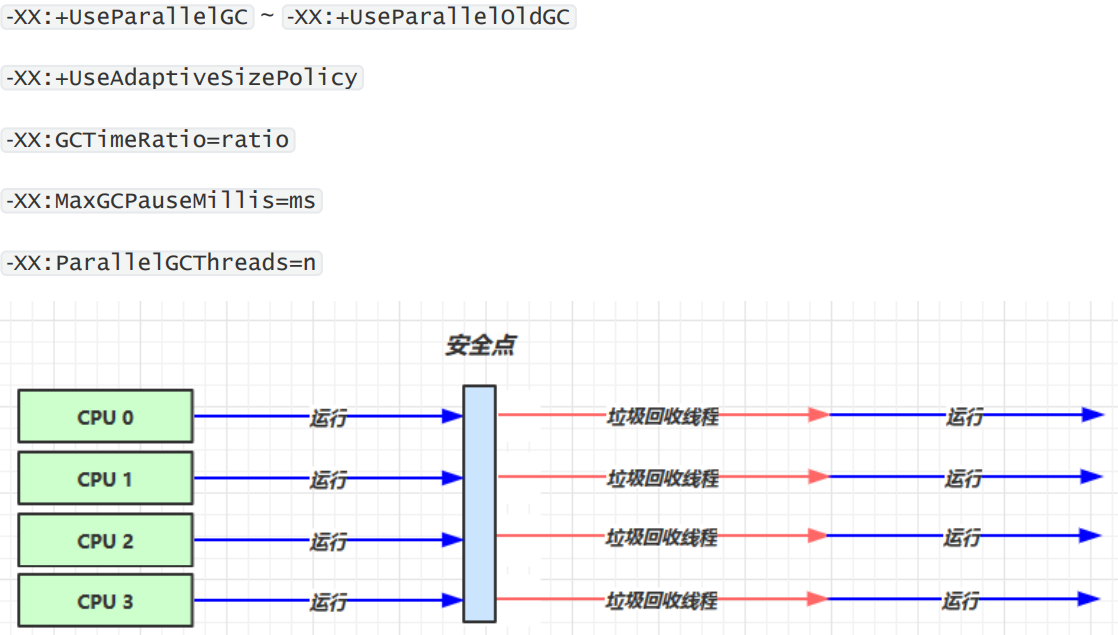 -XX:+UseParallelGC ~ -XX:+UseParallelOldGC
-XX:+UseAdaptiveSizePolicy
-XX:GCTimeRatio=ratio
-XX:MaxGCPauseMillis=ms
-XX:ParallelGCThreads=n
安全点
CPU 0 运行 垃圾回收线程 运行
CPU 1 运行 垃圾回收线程 运行
CPU 2 运行 垃圾回收线程 运行
CPU 3 运行 垃圾回收线程 运行